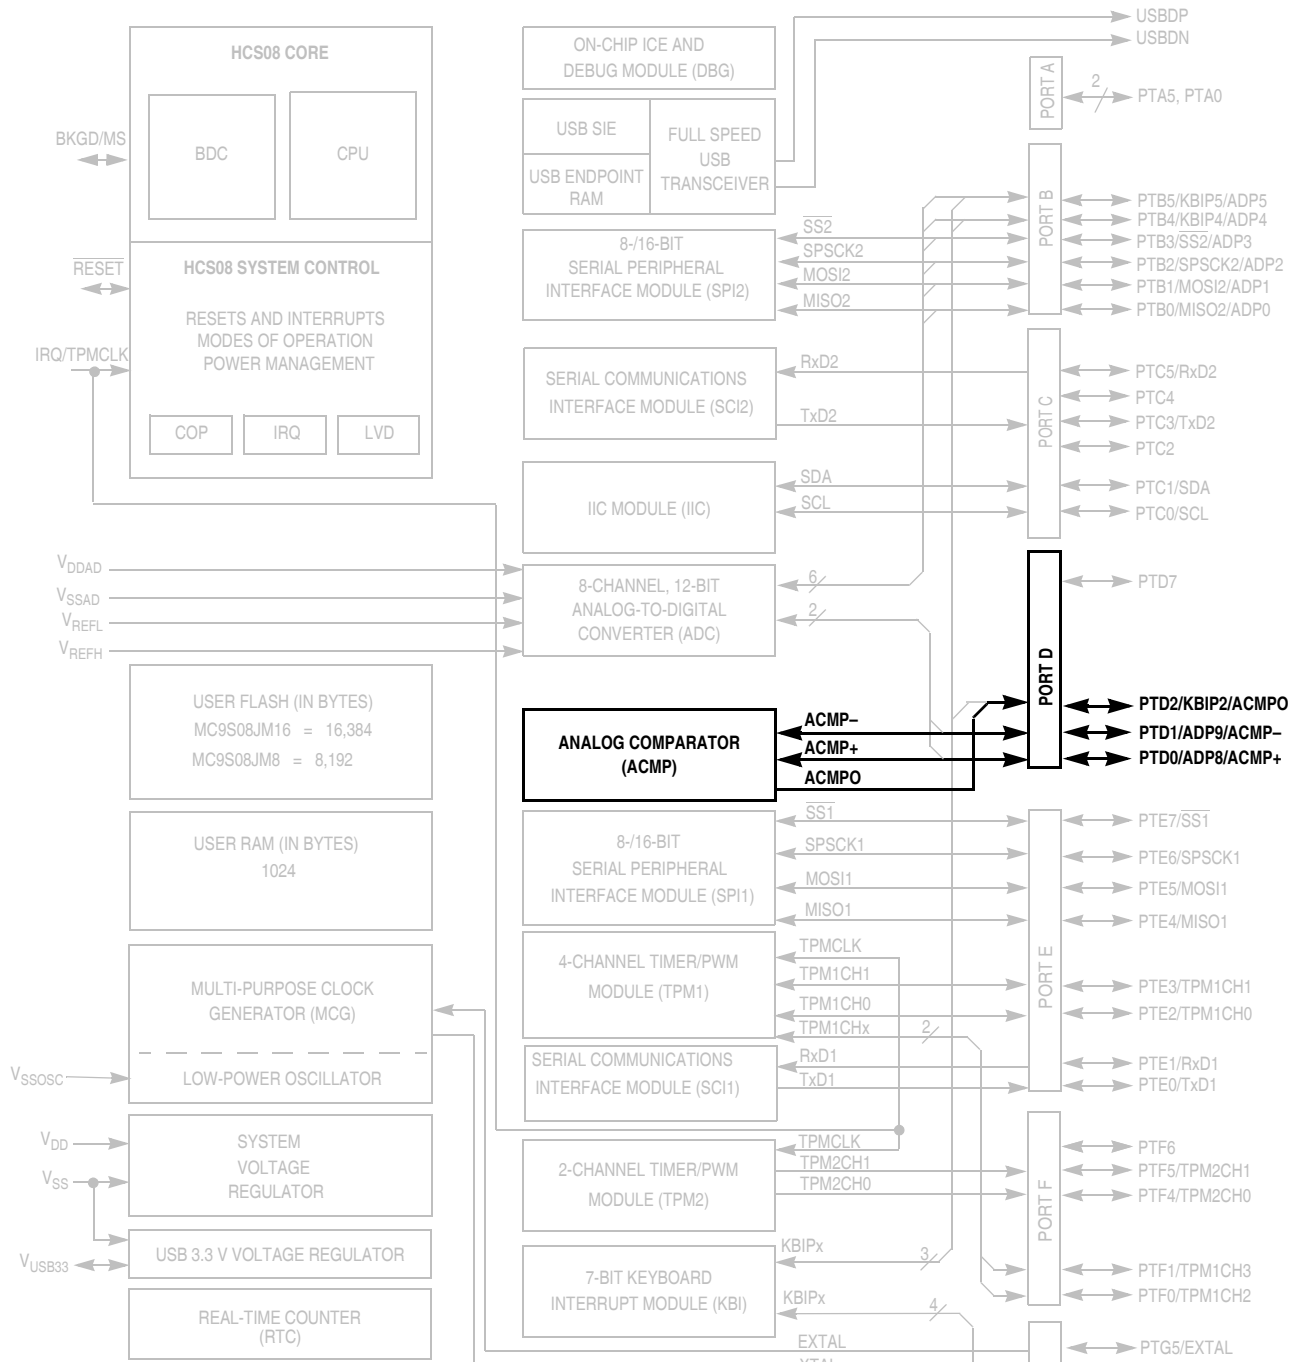 USBDP
USBDN
HCS08 CORE
BDC
CPU
BKGD/MS
RESET
HCS08 SYSTEM CONTROL
RESETS AND INTERRUPTS
MODES OF OPERATION
POWER MANAGEMENT
IRQ/TPMCLK
COP
IRQ
LVD
VDDAD
VSSAD
VREFL
VREFH
USER FLASH (IN BYTES)
MC9S08JM16 = 16,384
MC9S08JM8 = 8,192
USER RAM (IN BYTES)
1024
MULTI-PURPOSE CLOCK
GENERATOR (MCG)
LOW-POWER OSCILLATOR
VSSOSC
VDD
VSS
SYSTEM
VOLTAGE
REGULATOR
VUSB33
USB 3.3 V VOLTAGE REGULATOR
REAL-TIME COUNTER
(RTC)
ON-CHIP ICE AND
DEBUG MODULE (DBG)
USB SIE
USB ENDPOINT
RAM
FULL SPEED
USB
TRANSCEIVER
8-/16-BIT
SERIAL PERIPHERAL
INTERFACE MODULE (SPI2)
SS2
SPSCK2
MOSI2
MISO2
SERIAL COMMUNICATIONS
INTERFACE MODULE (SCI2)
RxD2
TxD2
IIC MODULE (IIC)
SDA
SCL
8-CHANNEL, 12-BIT
ANALOG-TO-DIGITAL
CONVERTER (ADC)
6
2
ANALOG COMPARATOR
(ACMP)
ACMP–
ACMP+
ACMPO
8-/16-BIT
SERIAL PERIPHERAL
INTERFACE MODULE (SPI1)
SS1
SPSCK1
MOSI1
MISO1
4-CHANNEL TIMER/PWM
MODULE (TPM1)
TPMCLK
TPM1CH1
TPM1CH0
TPM1CHx
2
SERIAL COMMUNICATIONS
INTERFACE MODULE (SCI1)
RxD1
TxD1
2-CHANNEL TIMER/PWM
MODULE (TPM2)
TPMCLK
TPM2CH1
TPM2CH0
7-BIT KEYBOARD
INTERRUPT MODULE (KBI)
KBIPx
3
KBIPx
4
EXTAL
PORT A
2
PTA5, PTA0
PORT B
PTB5/KBIP5/ADP5
PTB4/KBIP4/ADP4
PTB3/SS2/ADP3
PTB2/SPSCK2/ADP2
PTB1/MOSI2/ADP1
PTB0/MISO2/ADP0
PORT C
PTC5/RxD2
PTC4
PTC3/TxD2
PTC2
PTC1/SDA
PTC0/SCL
PORT D
PTD7
PTD2/KBIP2/ACMPO
PTD1/ADP9/ACMP–
PTD0/ADP8/ACMP+
PORT E
PTE7/SS1
PTE6/SPSCK1
PTE5/MOSI1
PTE4/MISO1
PTE3/TPM1CH1
PTE2/TPM1CH0
PTE1/RxD1
PTE0/TxD1
PORT F
PTF6
PTF5/TPM2CH1
PTF4/TPM2CH0
PTF1/TPM1CH3
PTF0/TPM1CH2
PTG5/EXTAL